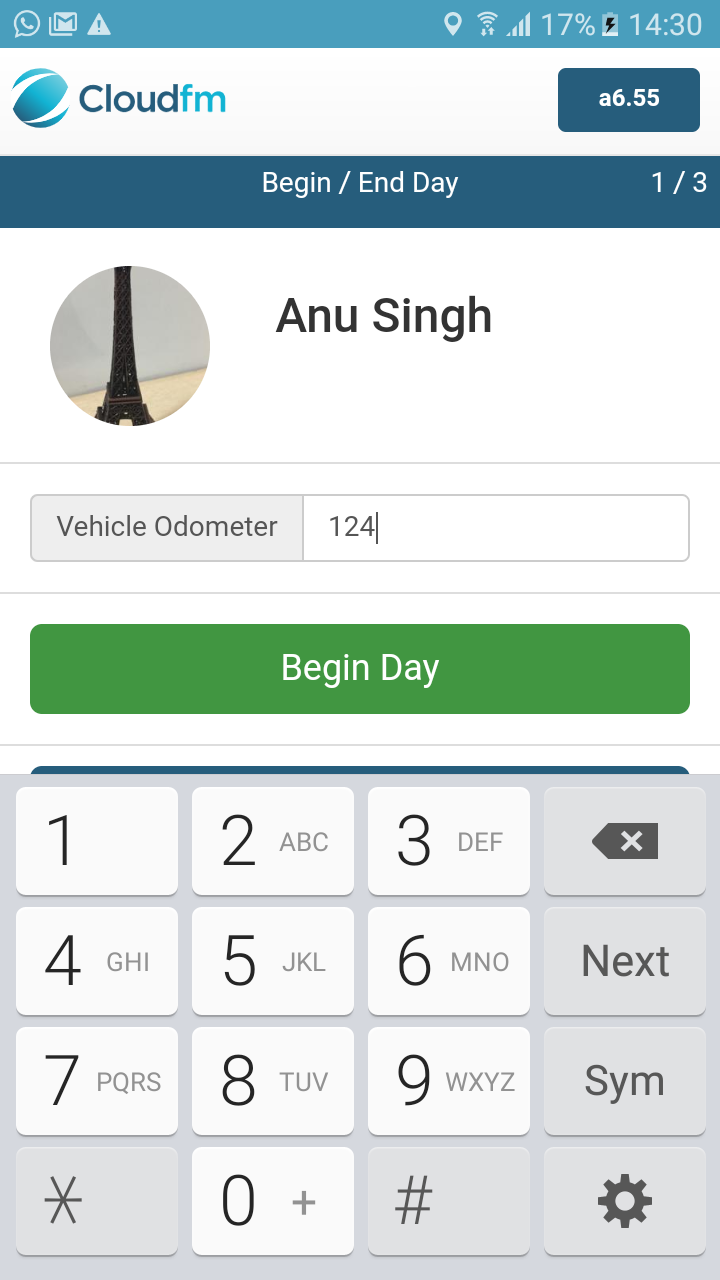 17% 14:30
Cloudfm a6.55
Begin / End Day 1 / 3
Anu Singh
Vehicle Odometer 124
Begin Day
1 2 ABC 3 DEF
4 GHI 5 JKL 6 MNO Next
7 PQRS 8 TUV 9 WXYZ Sym
* 0 + #